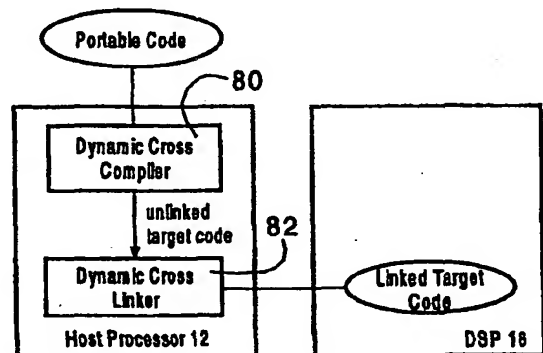 Portable Code
80
Dynamic Cross
Compiler
unlinked
target code
82
Dynamic Cross
Linker
Linked Target
Code
Host Processor 12
DSP 16